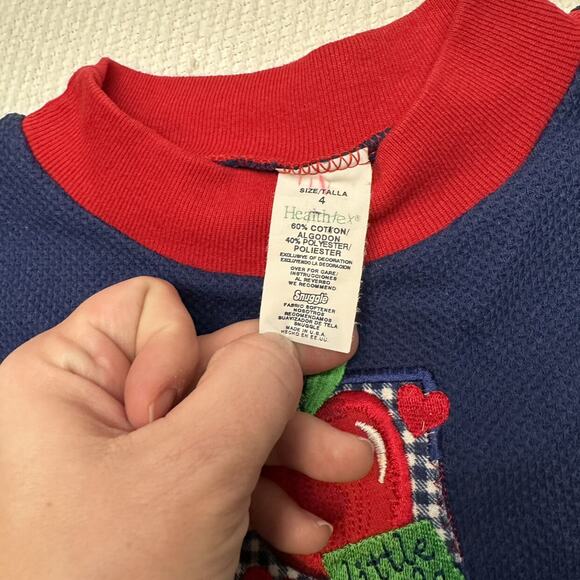 SIZE/TALLA
4
Healthtex®
60% COTTON/
ALGODON
40% POLYESTER/
POLIESTER
EXCLUSIVE OF DECORATION
EXCLUYENDO LA DECORACION
OVER FOR CARE/
INSTRUCCIONES
AL REVERSO
WE RECOMMEND
Snuggle
FABRIC SOFTENER
NOSOTROS
RECOMENDAMOS
SUAVIZADOR DE TELA
SNUGGLE
MADE IN U.S.A.
HECHO EN EE.UU.
little